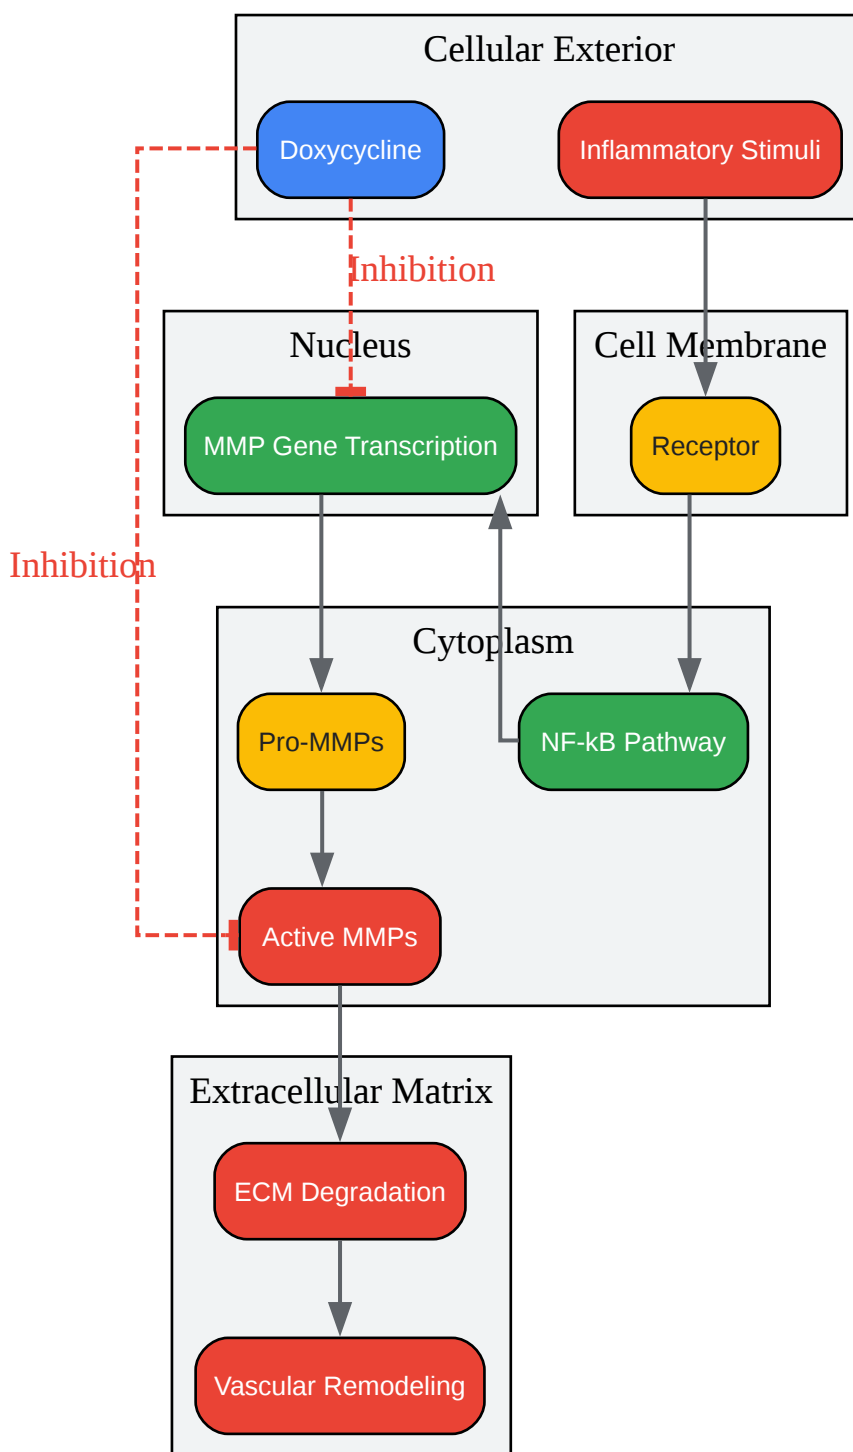 Cellular Exterior
Doxycycline
Inflammatory Stimuli
Inhibition
Nucleus
Cell Membrane
MMP Gene Transcription
Receptor
Inhibition
Cytoplasm
Pro-MMPs
NF-kB Pathway
Active MMPs
Extracellular Matrix
ECM Degradation
Vascular Remodeling